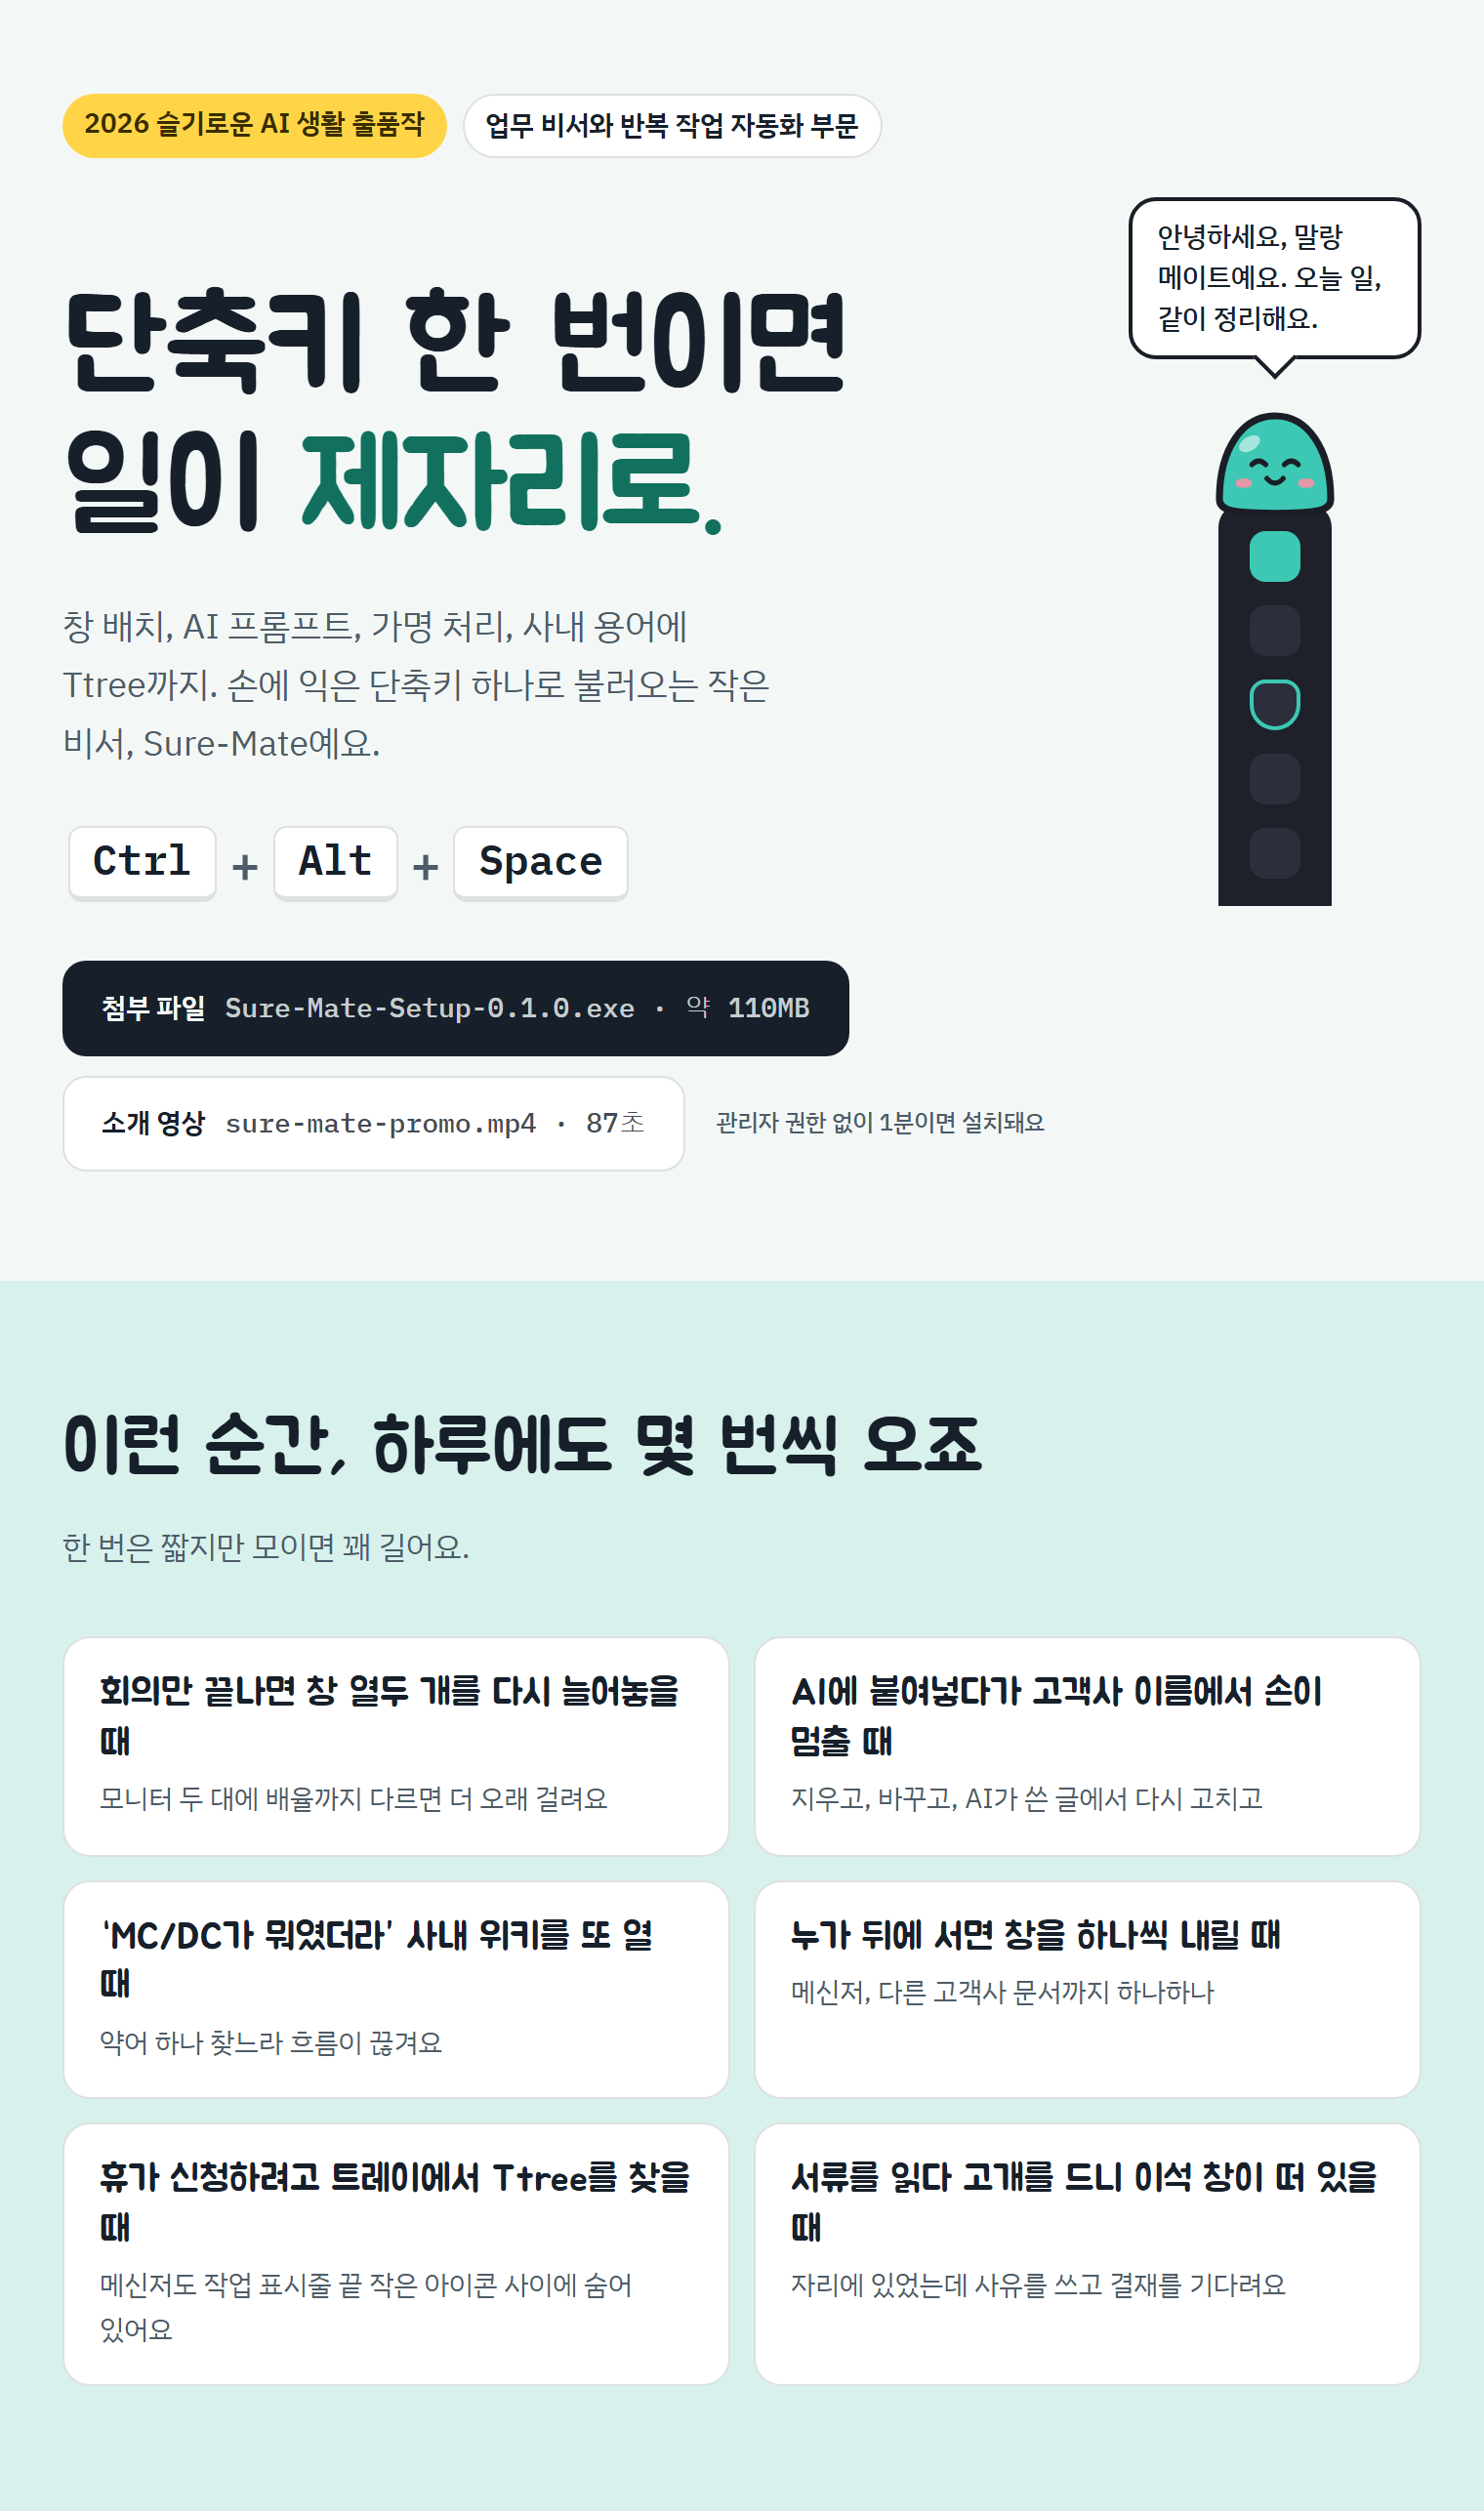 2026 슬기로운 AI 생활 출품작
업무 비서와 반복 작업 자동화 부문
안녕하세요, 말랑
메이트예요. 오늘 일,
같이 정리해요.
단축키 한 번이면
일이 제자리로.
창 배치, AI 프롬프트, 가명 처리, 사내 용어에
Ttree까지. 손에 익은 단축키 하나로 불러오는 작은
비서, Sure-Mate예요.
Ctrl + Alt + Space
첨부 파일 Sure-Mate-Setup-0.1.0.exe · 약 110MB
소개 영상 sure-mate-promo.mp4 · 87초
관리자 권한 없이 1분이면 설치돼요
이런 순간, 하루에도 몇 번씩 오죠
한 번은 짧지만 모이면 꽤 길어요.
회의만 끝나면 창 열두 개를 다시 늘어놓을
때
모니터 두 대에 배율까지 다르면 더 오래 걸려요
AI에 붙여넣다가 고객사 이름에서 손이
멈출 때
지우고, 바꾸고, AI가 쓴 글에서 다시 고치고
‘MC/DC가 뭐였더라’ 사내 위키를 또 열
때
약어 하나 찾느라 흐름이 끊겨요
누가 뒤에 서면 창을 하나씩 내릴 때
메신저, 다른 고객사 문서까지 하나하나
휴가 신청하려고 트레이에서 Ttree를 찾을
때
메신저도 작업 표시줄 끝 작은 아이콘 사이에 숨어
있어요
서류를 읽다 고개를 드니 이석 창이 떠 있을
때
자리에 있었는데 사유를 쓰고 결재를 기다려요